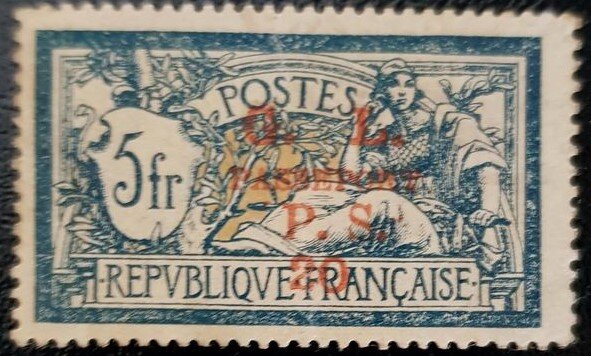 POSTES
G. L.
PASSEPORT
5fr
P. S.
20
REPVBLIQVE FRANÇAISE